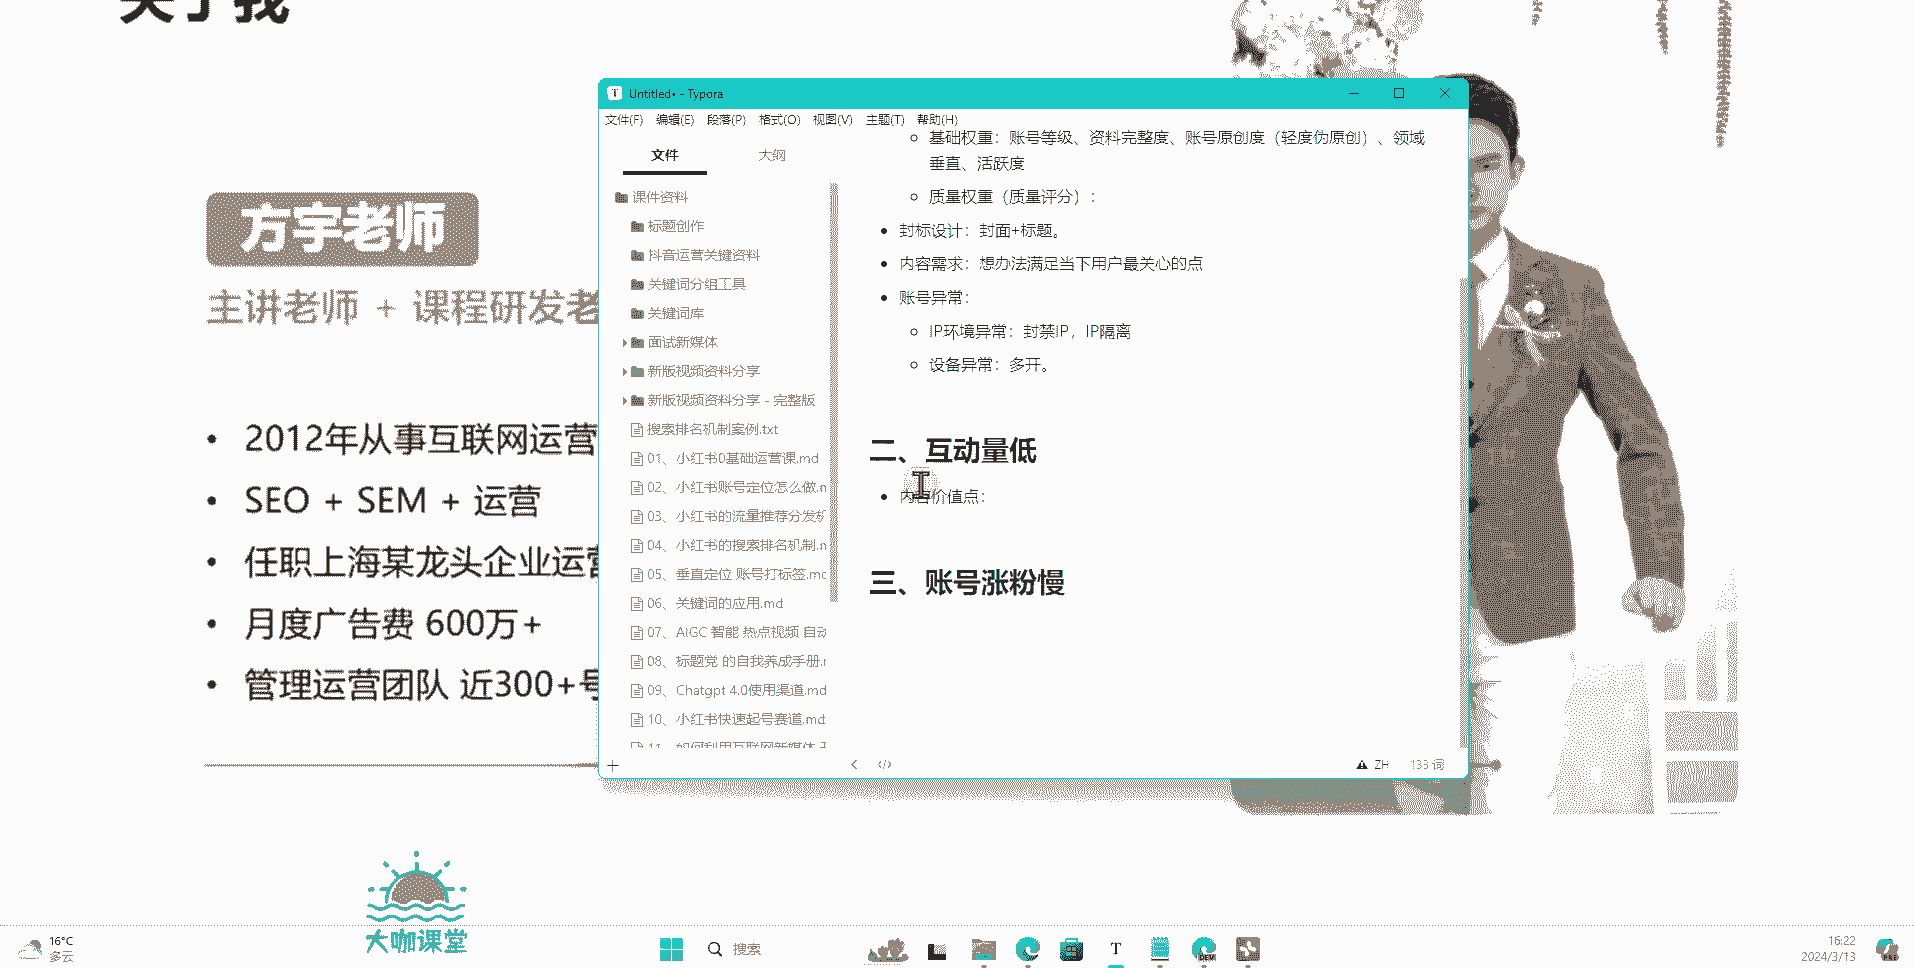 关于我
方宇老师
主讲老师 + 课程研发老
2012年从事互联网运营
SEO + SEM + 运营
任职上海某龙头企业运营
月度广告费 600万+
管理运营团队 近300+号
Untitled• - Typora
文件(F) 编辑(E) 段落(P) 格式(O) 视图(V) 主题(T) 帮助(H)
文件 大纲
课件资料
标题创作
抖音运营关键资料
关键词分组工具
关键词库
面试新媒体
新版视频资料分享
新版视频资料分享 - 完整版
搜索排名机制案例.txt
01、小红书0基础运营课.md
02、小红书账号定位怎么做.m
03、小红书的流量推荐分发机
04、小红书的搜索排名机制.m
05、垂直定位 账号打标签.md
06、关键词的应用.md
07、AIGC 智能 热点视频 自动
08、标题党 的自我养成手册.m
09、Chatgpt 4.0使用渠道.md
10、小红书快速起号赛道.md
11、如何利用互联网新媒体
基础权重：账号等级、资料完整度、账号原创度（轻度伪原创）、领域
垂直、活跃度
质量权重（质量评分）：
封标设计：封面+标题。
内容需求：想办法满足当下用户最关心的点
账号异常：
IP环境异常：封禁IP，IP隔离
设备异常：多开。
二、互动量低
内容价值点：
三、账号涨粉慢
ZH 133 词
大咖课堂
16°C
多云
搜索
T
DEV
16:22
2024/3/13
PRE